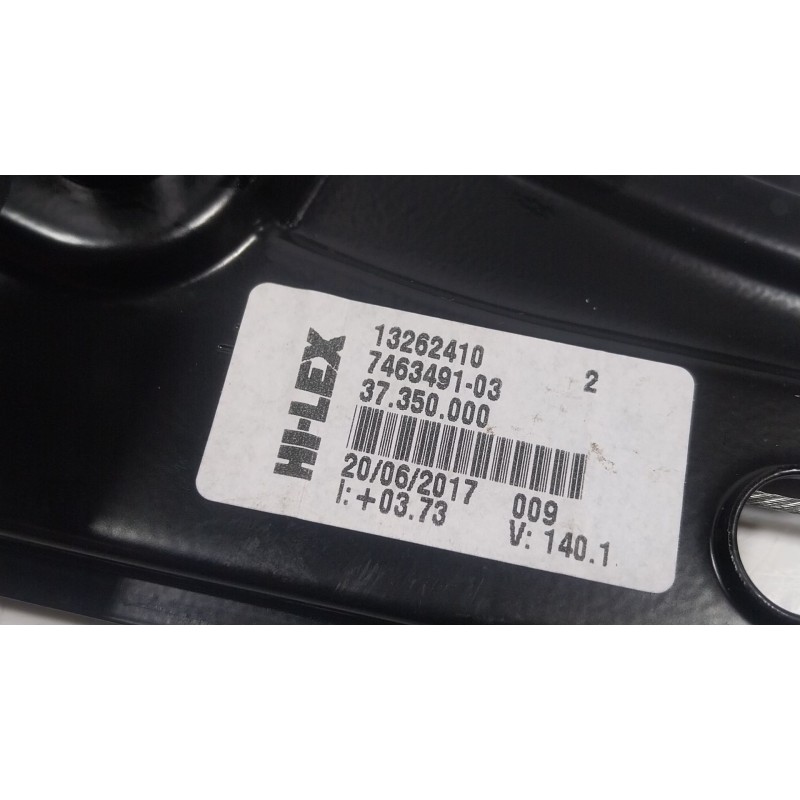 HI-LEX
13262410 2
7463491-03
37.350.000
20/06/2017 009
I:+03.73 V: 140.1